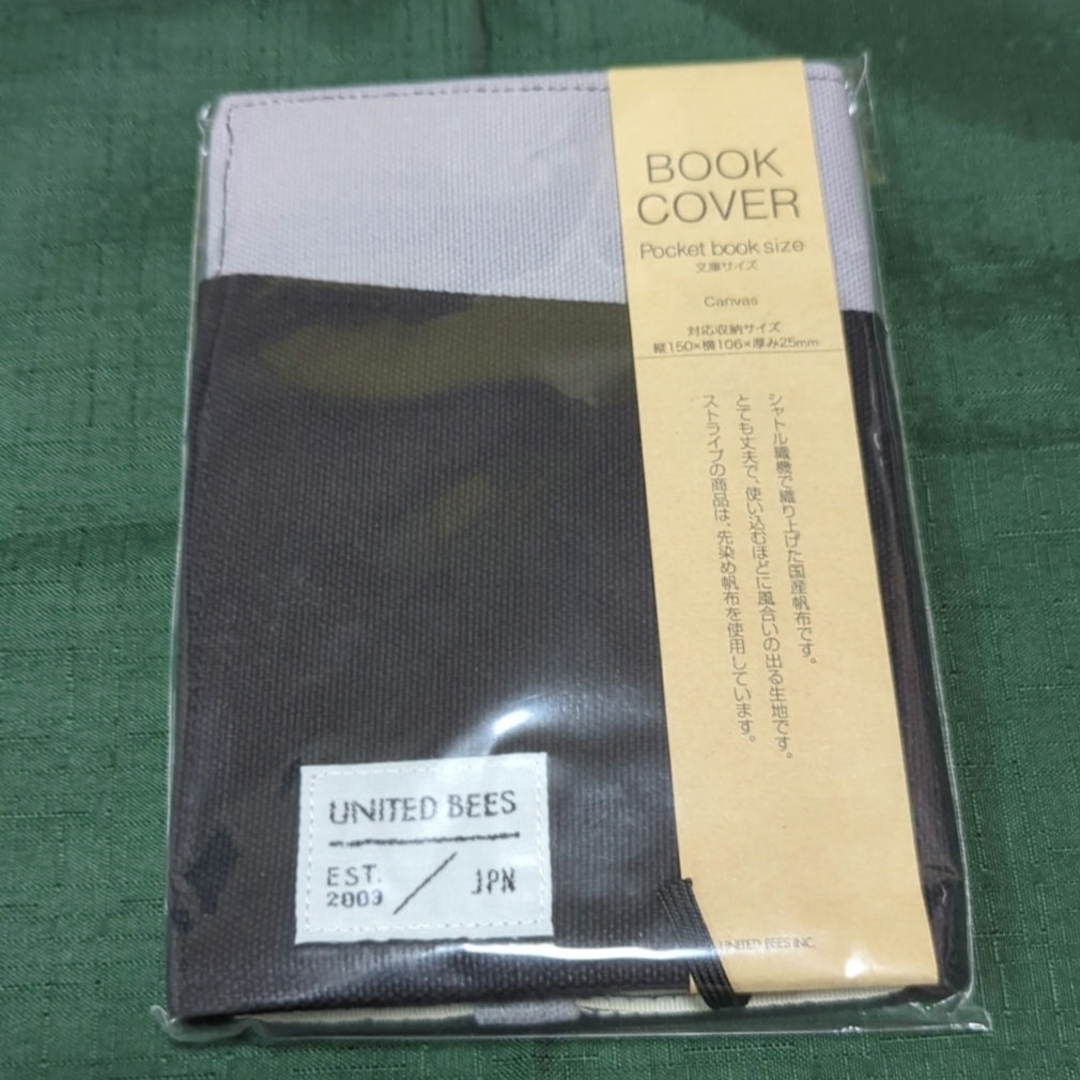 BOOK
COVER
Pocket book size
文庫サイズ
Canvas
対応収納サイズ
縦150×横106×厚み25mm
シャトル織機で織り上げた国産帆布です。
とても丈夫で、使い込むほどに風合いの出る生地です。
ストライプの商品は、先染め帆布を使用しています。
UNITED BEES INC.
UNITED BEES
EST.
2003
JPN